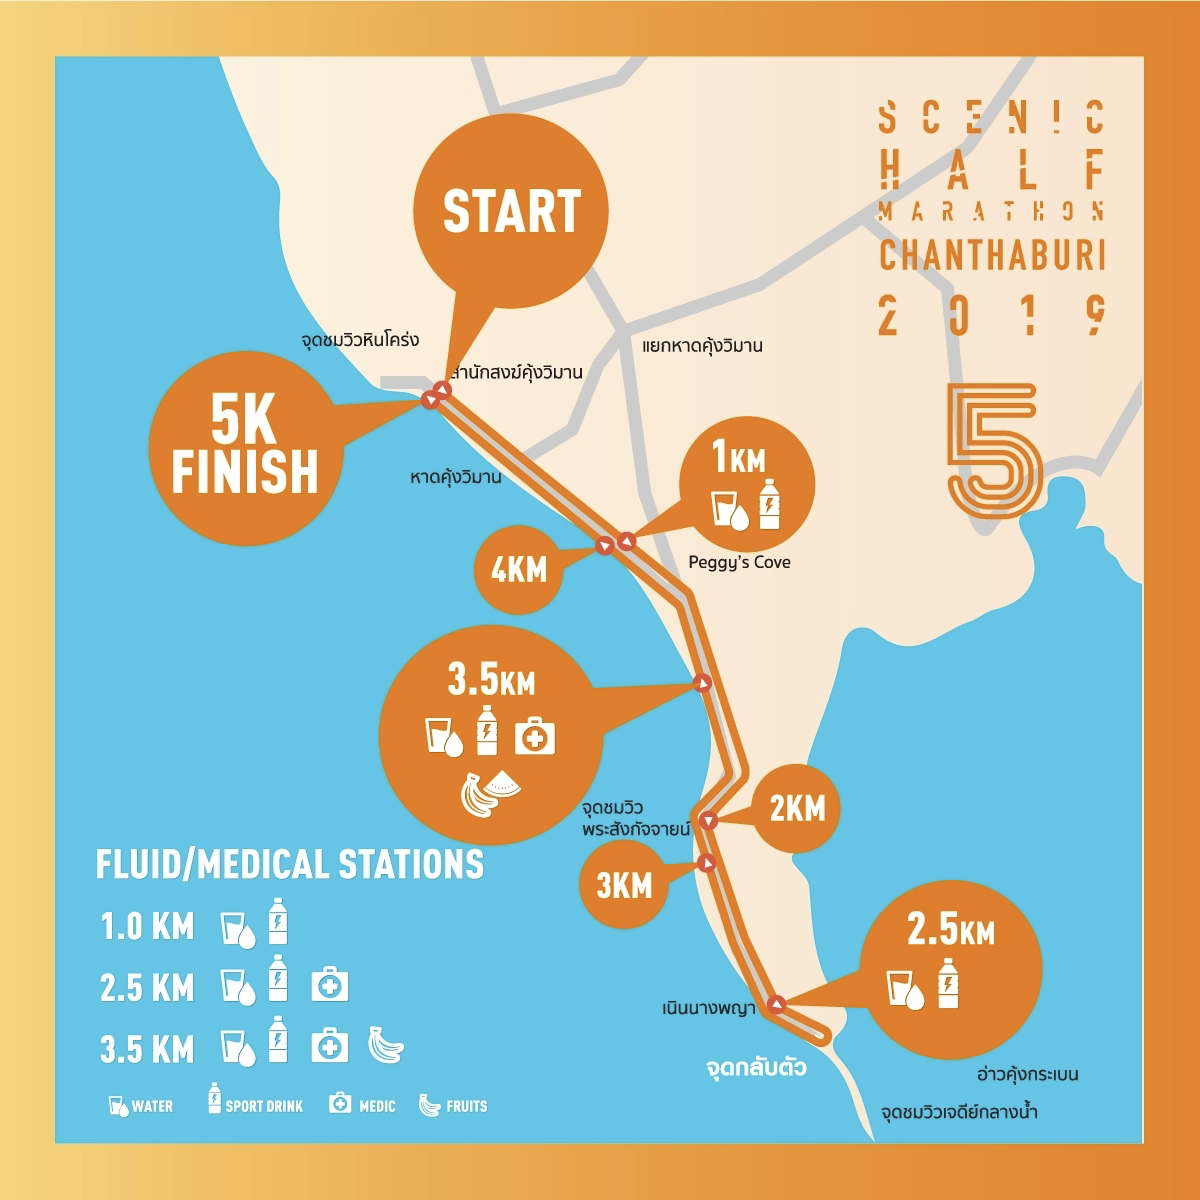 SCENIC
HALF
MARATHON
CHANTHABURI
2019
5
START
จุดชมวิวหินโคร่ง
สำนักสงฆ์คุ้งวิมาน
แยกหาดคุ้งวิมาน
5K
FINISH
หาดคุ้งวิมาน
1KM
Peggy's Cove
4KM
3.5KM
2KM
จุดชมวิว
พระสังกัจจายน์
3KM
2.5KM
เนินนางพญา
จุดกลับตัว
อ่าวคุ้งกระเบน
จุดชมวิวเจดีย์กลางน้ำ
FLUID/MEDICAL STATIONS
1.0 KM
2.5 KM
3.5 KM
WATER SPORT DRINK MEDIC FRUITS